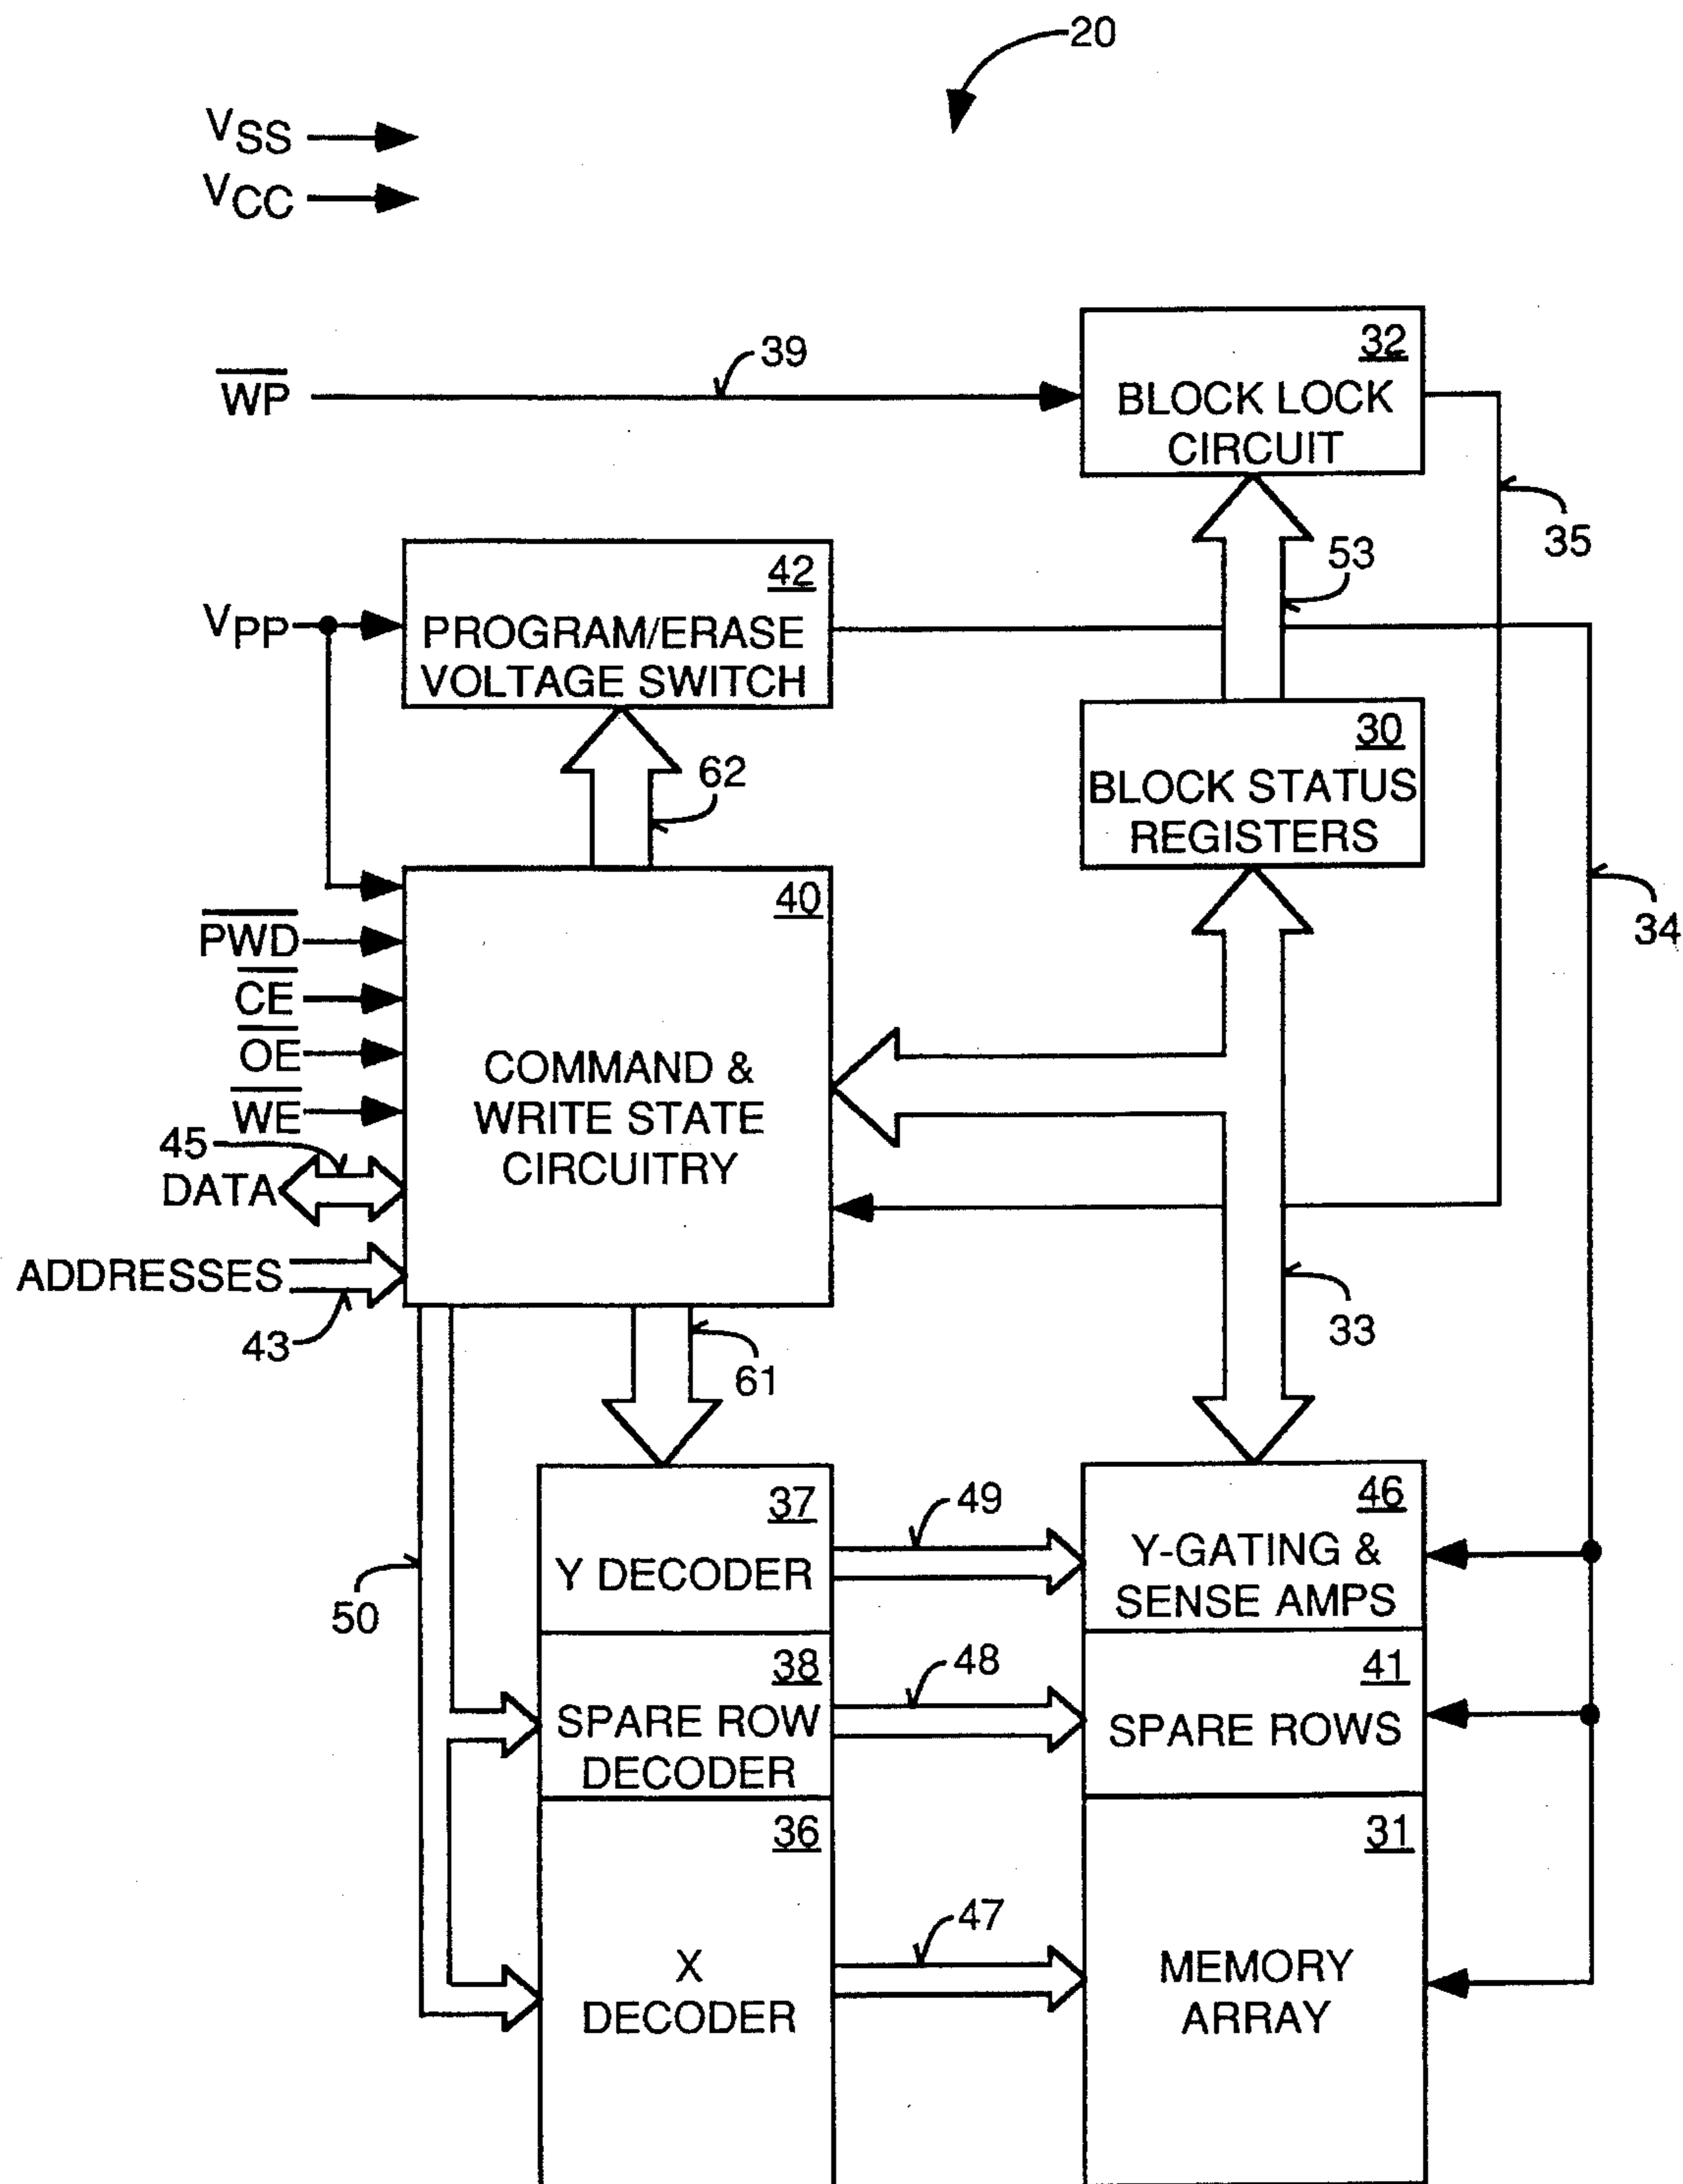 20
VSS
VCC
39
WP
32
BLOCK LOCK
CIRCUIT
35
53
42
VPP
PROGRAM/ERASE
VOLTAGE SWITCH
30
BLOCK STATUS
REGISTERS
62
34
40
PWD
CE
OE
WE
COMMAND &
WRITE STATE
CIRCUITRY
45
DATA
ADDRESSES
43
33
61
37
Y DECODER
49
46
Y-GATING &
SENSE AMPS
50
38
SPARE ROW
DECODER
48
41
SPARE ROWS
36
X
DECODER
47
31
MEMORY
ARRAY